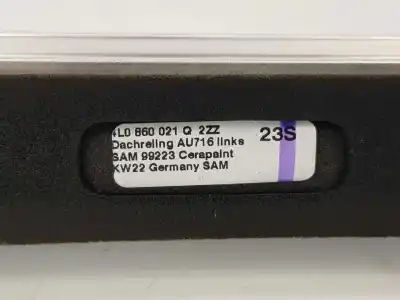 4L0 860 021 Q 2ZZ 23S
Dachreling AU716 links
SAM 99223 Cerapaint
KW22 Germany SAM